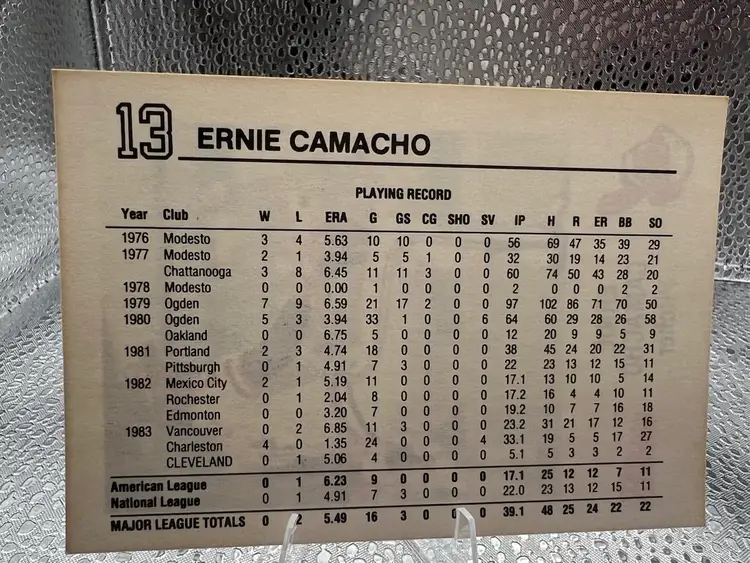 13 ERNIE CAMACHO
PLAYING RECORD
Year Club W L ERA G GS CG SHO SV IP H R ER BB SO
1976 Modesto 3 4 5.63 10 10 0 0 0 56 69 47 35 39 29
1977 Modesto 2 1 3.94 5 5 1 0 0 32 30 19 14 23 21
Chattanooga 3 8 6.45 11 11 3 0 0 60 74 50 43 28 20
1978 Modesto 0 0 0.00 1 0 0 0 0 2 0 0 0 2 2
1979 Ogden 7 9 6.59 21 17 2 0 0 97 102 86 71 70 50
1980 Ogden 5 3 3.94 33 1 0 0 6 64 60 29 28 26 58
Oakland 0 0 6.75 5 0 0 0 0 12 20 9 9 5 9
1981 Portland 2 3 4.74 18 0 0 0 0 38 45 24 20 22 31
Pittsburgh 0 1 4.91 7 3 0 0 0 22 23 13 12 15 11
1982 Mexico City 2 1 5.19 11 0 0 0 0 17.1 13 10 10 5 14
Rochester 0 1 2.04 8 0 0 0 0 17.2 16 4 4 10 11
Edmonton 0 0 3.20 7 0 0 0 0 19.2 10 7 7 16 18
1983 Vancouver 0 2 6.85 11 3 0 0 0 23.2 31 21 17 12 16
Charleston 4 0 1.35 24 0 0 0 4 33.1 19 5 5 17 27
CLEVELAND 0 1 5.06 4 0 0 0 0 5.1 5 3 3 2 2
American League 0 1 6.23 9 0 0 0 0 17.1 25 12 12 7 11
National League 0 1 4.91 7 3 0 0 0 22.0 23 13 12 15 11
MAJOR LEAGUE TOTALS 0 2 5.49 16 3 0 0 0 39.1 48 25 24 22 22